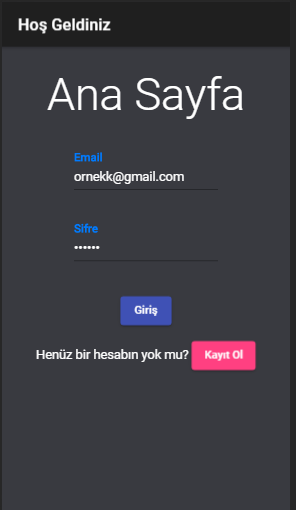 Hoş Geldiniz
Ana Sayfa
Email
ornekk@gmail.com
Sifre
••••••
Giriş
Henüz bir hesabın yok mu? Kayıt Ol